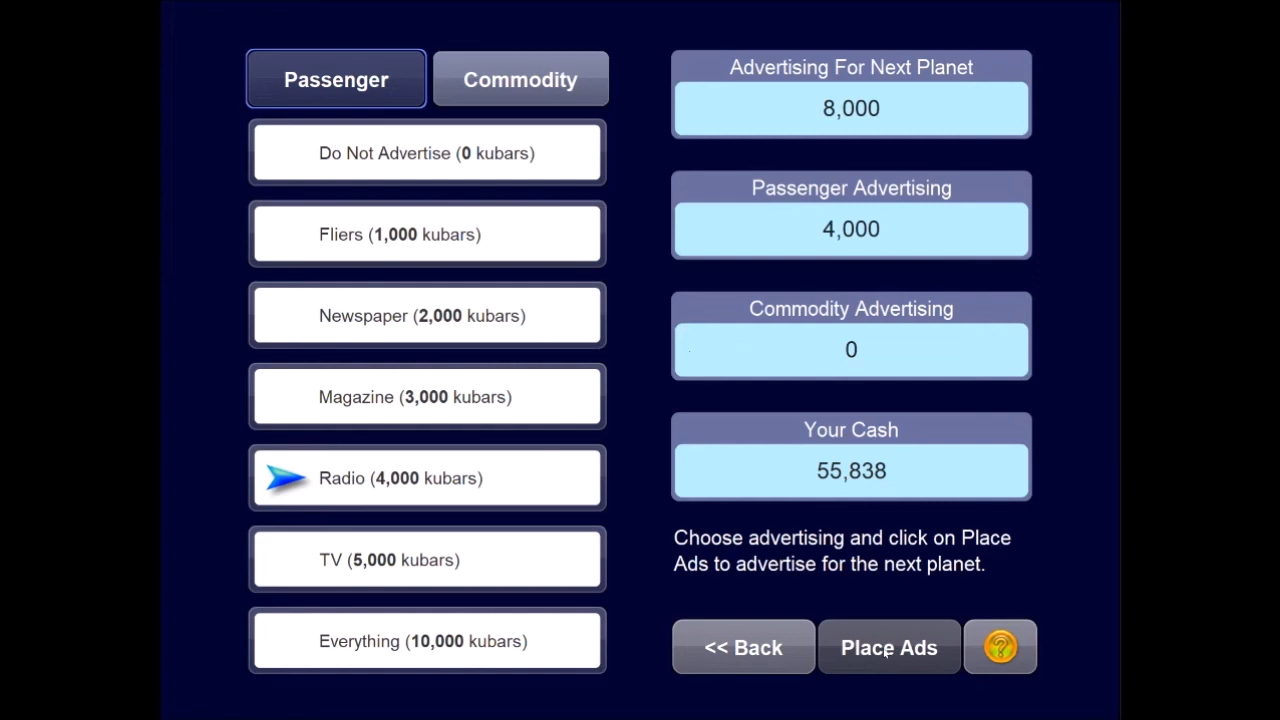 Passenger
Commodity
Do Not Advertise (0 kubars)
Fliers (1,000 kubars)
Newspaper (2,000 kubars)
Magazine (3,000 kubars)
Radio (4,000 kubars)
TV (5,000 kubars)
Everything (10,000 kubars)
Advertising For Next Planet
8,000
Passenger Advertising
4,000
Commodity Advertising
0
Your Cash
55,838
Choose advertising and click on Place
Ads to advertise for the next planet.
<< Back
Place Ads
?